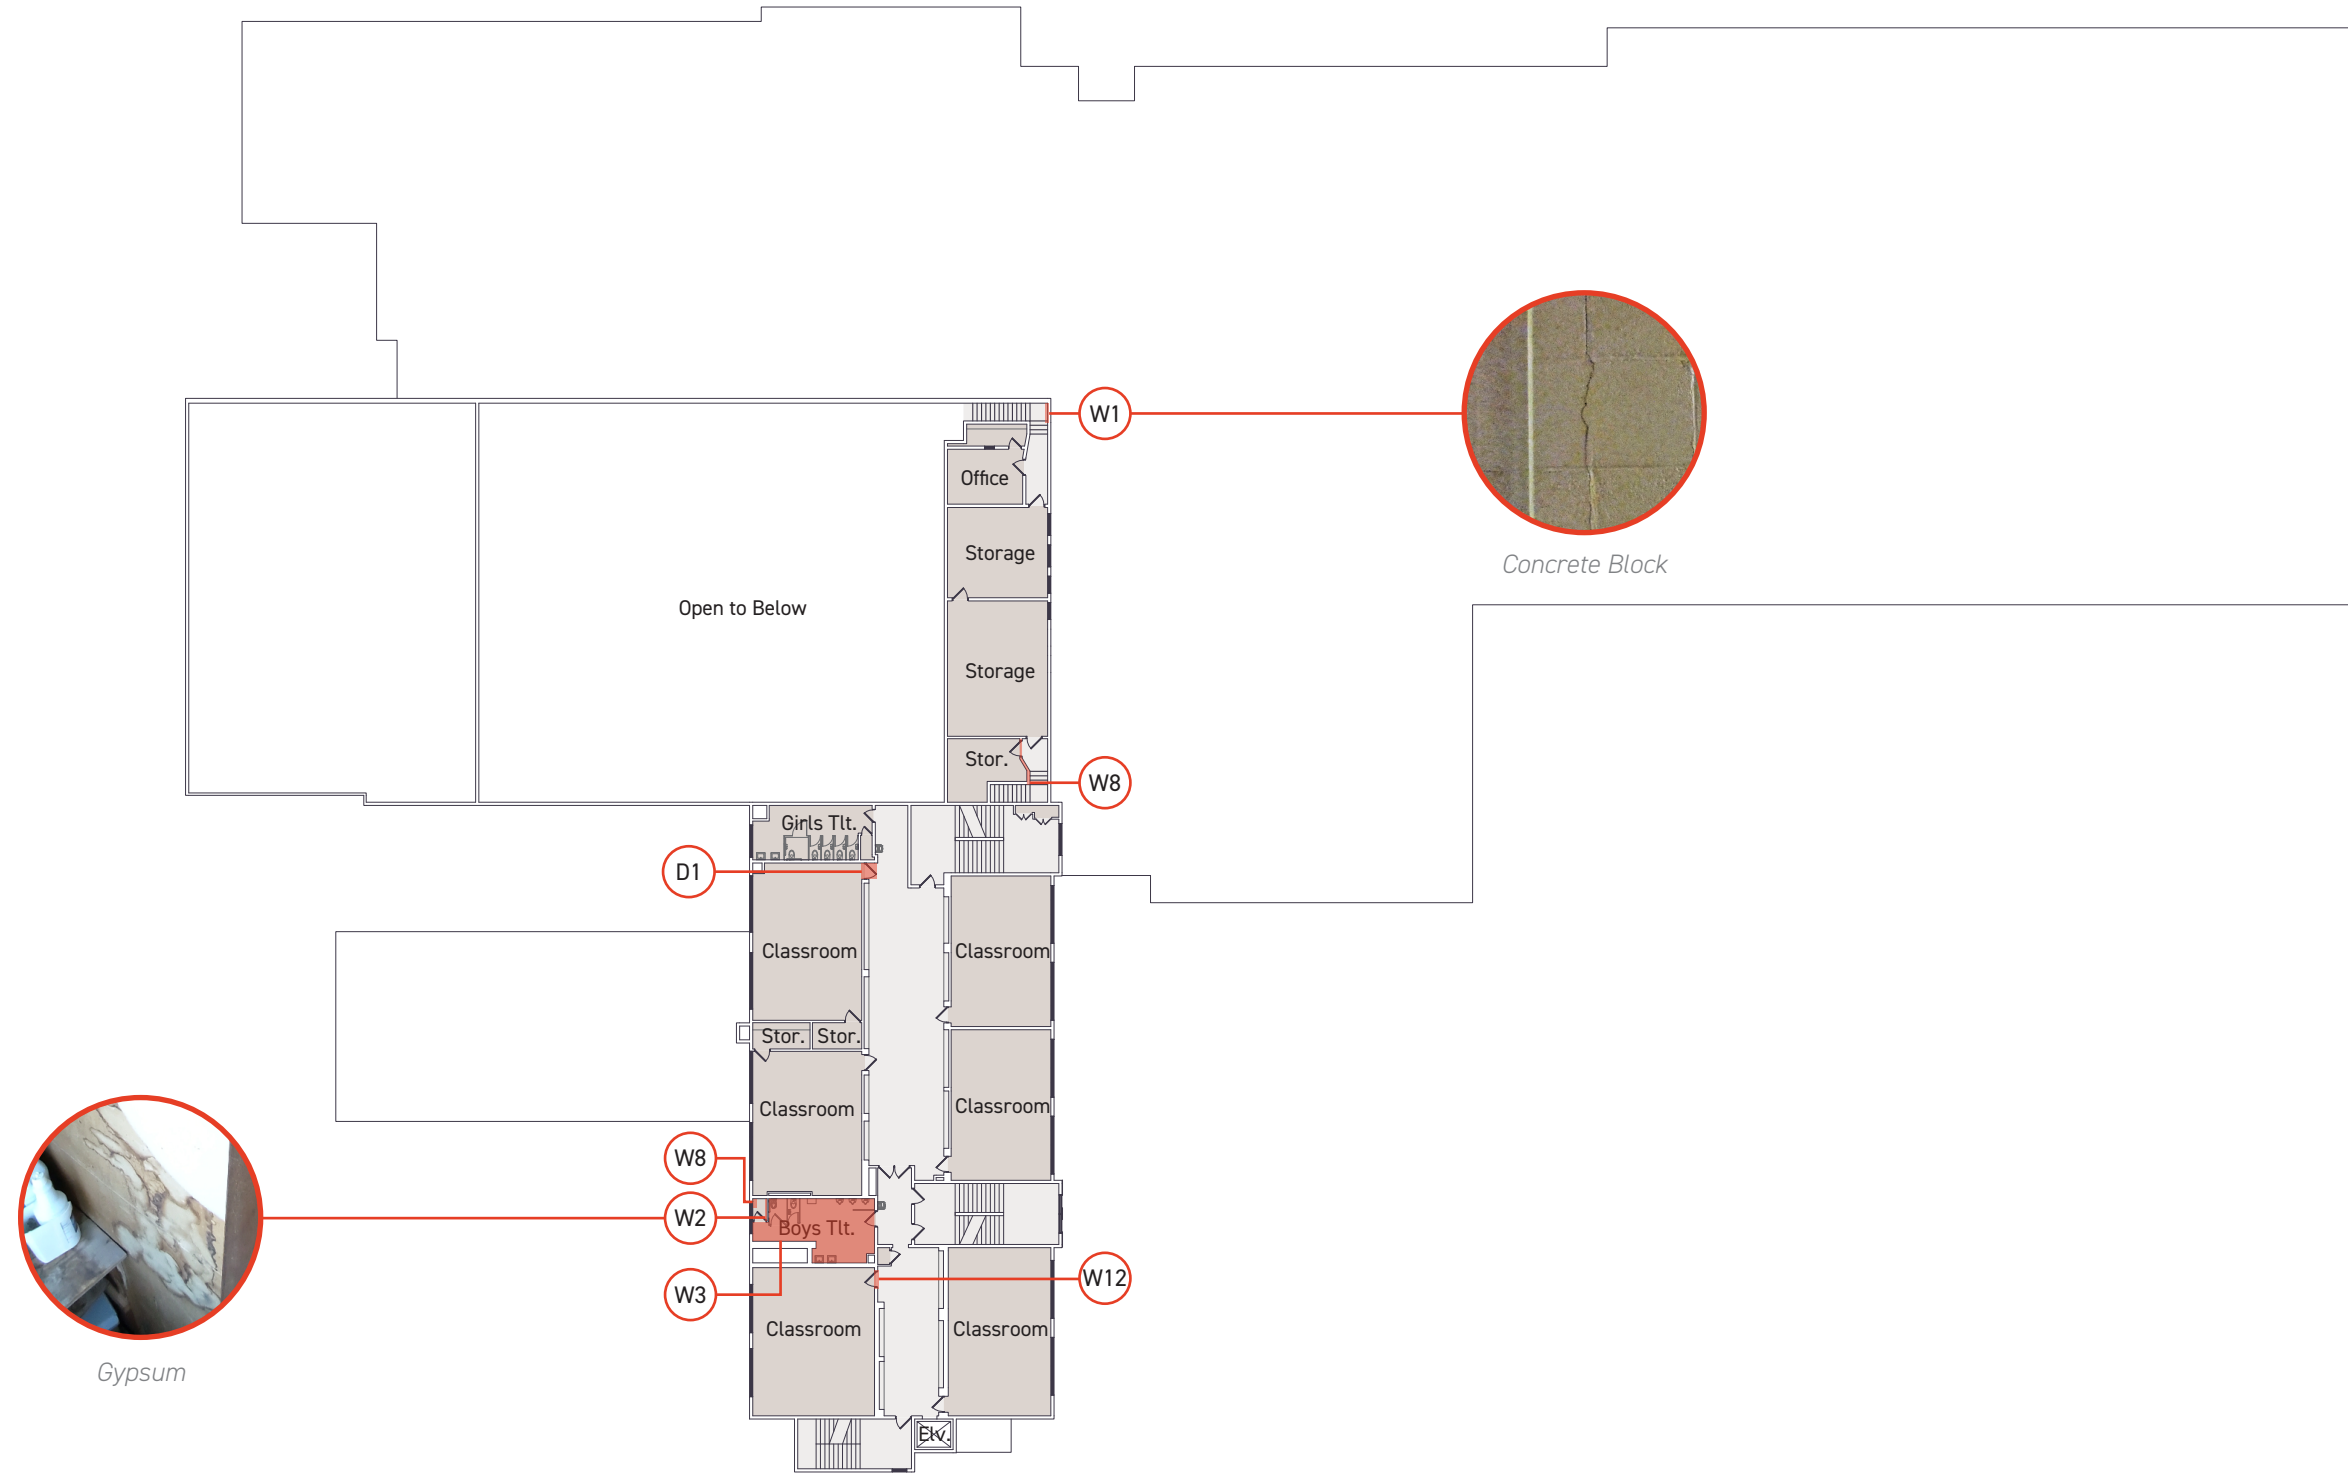 W1
Office
Storage
Concrete Block
Open to Below
Storage
Stor.
W8
Girls Tlt.
D1
Classroom
Classroom
Stor.
Stor.
Classroom
Classroom
W8
W2
Boys Tlt.
W3
W12
Classroom
Classroom
Gypsum
Elv.